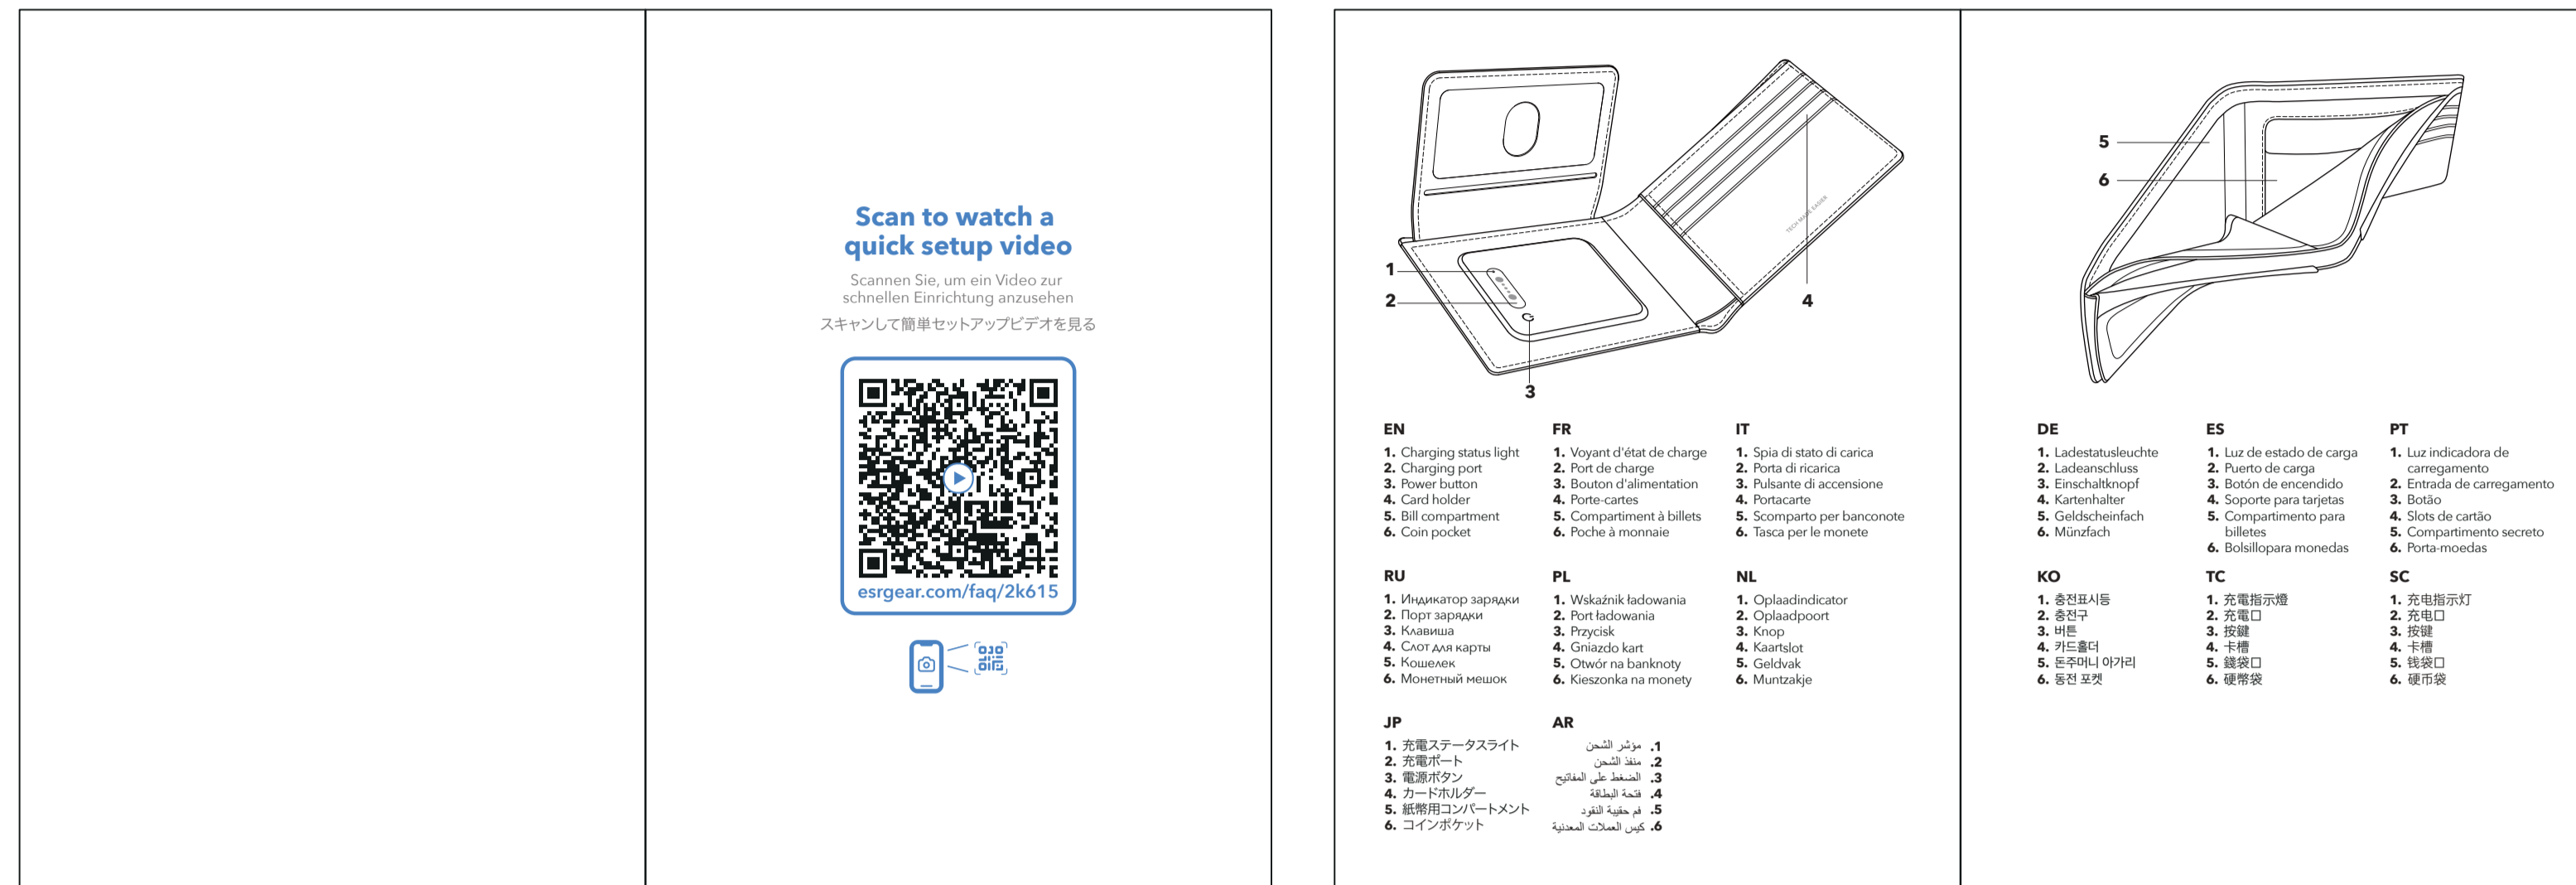 Scan to watch a
quick setup video
Scannen Sie, um ein Video zur
schnellen Einrichtung anzusehen
スキャンして簡単セットアップビデオを見る
esrgear.com/faq/2k615
TECH MADE EASIER
1
2
3
4
EN
1. Charging status light
2. Charging port
3. Power button
4. Card holder
5. Bill compartment
6. Coin pocket
FR
1. Voyant d'état de charge
2. Port de charge
3. Bouton d'alimentation
4. Porte-cartes
5. Compartiment à billets
6. Poche à monnaie
IT
1. Spia di stato di carica
2. Porta di ricarica
3. Pulsante di accensione
4. Portacarte
5. Scomparto per banconote
6. Tasca per le monete
RU
1. Индикатор зарядки
2. Порт зарядки
3. Клавиша
4. Слот для карты
5. Кошелек
6. Монетный мешок
PL
1. Wskaźnik ładowania
2. Port ładowania
3. Przycisk
4. Gniazdo kart
5. Otwór na banknoty
6. Kieszonka na monety
NL
1. Oplaadindicator
2. Oplaadpoort
3. Knop
4. Kaartslot
5. Geldvak
6. Muntzakje
JP
1. 充電ステータスライト
2. 充電ポート
3. 電源ボタン
4. カードホルダー
5. 紙幣用コンパートメント
6. コインポケット
AR
1. مؤشر الشحن
2. منفذ الشحن
3. الضغط على المفاتيح
4. فتحة البطاقة
5. فم حقيبة النقود
6. كيس العملات المعدنية
5
6
DE
1. Ladestatusleuchte
2. Ladeanschluss
3. Einschaltknopf
4. Kartenhalter
5. Geldscheinfach
6. Münzfach
ES
1. Luz de estado de carga
2. Puerto de carga
3. Botón de encendido
4. Soporte para tarjetas
5. Compartimento para
billetes
6. Bolsillopara monedas
PT
1. Luz indicadora de
carregamento
2. Entrada de carregamento
3. Botão
4. Slots de cartão
5. Compartimento secreto
6. Porta-moedas
KO
1. 충전표시등
2. 충전구
3. 버튼
4. 카드홀더
5. 돈주머니 아가리
6. 동전 포켓
TC
1. 充電指示燈
2. 充電口
3. 按鍵
4. 卡槽
5. 錢袋口
6. 硬幣袋
SC
1. 充电指示灯
2. 充电口
3. 按键
4. 卡槽
5. 钱袋口
6. 硬币袋